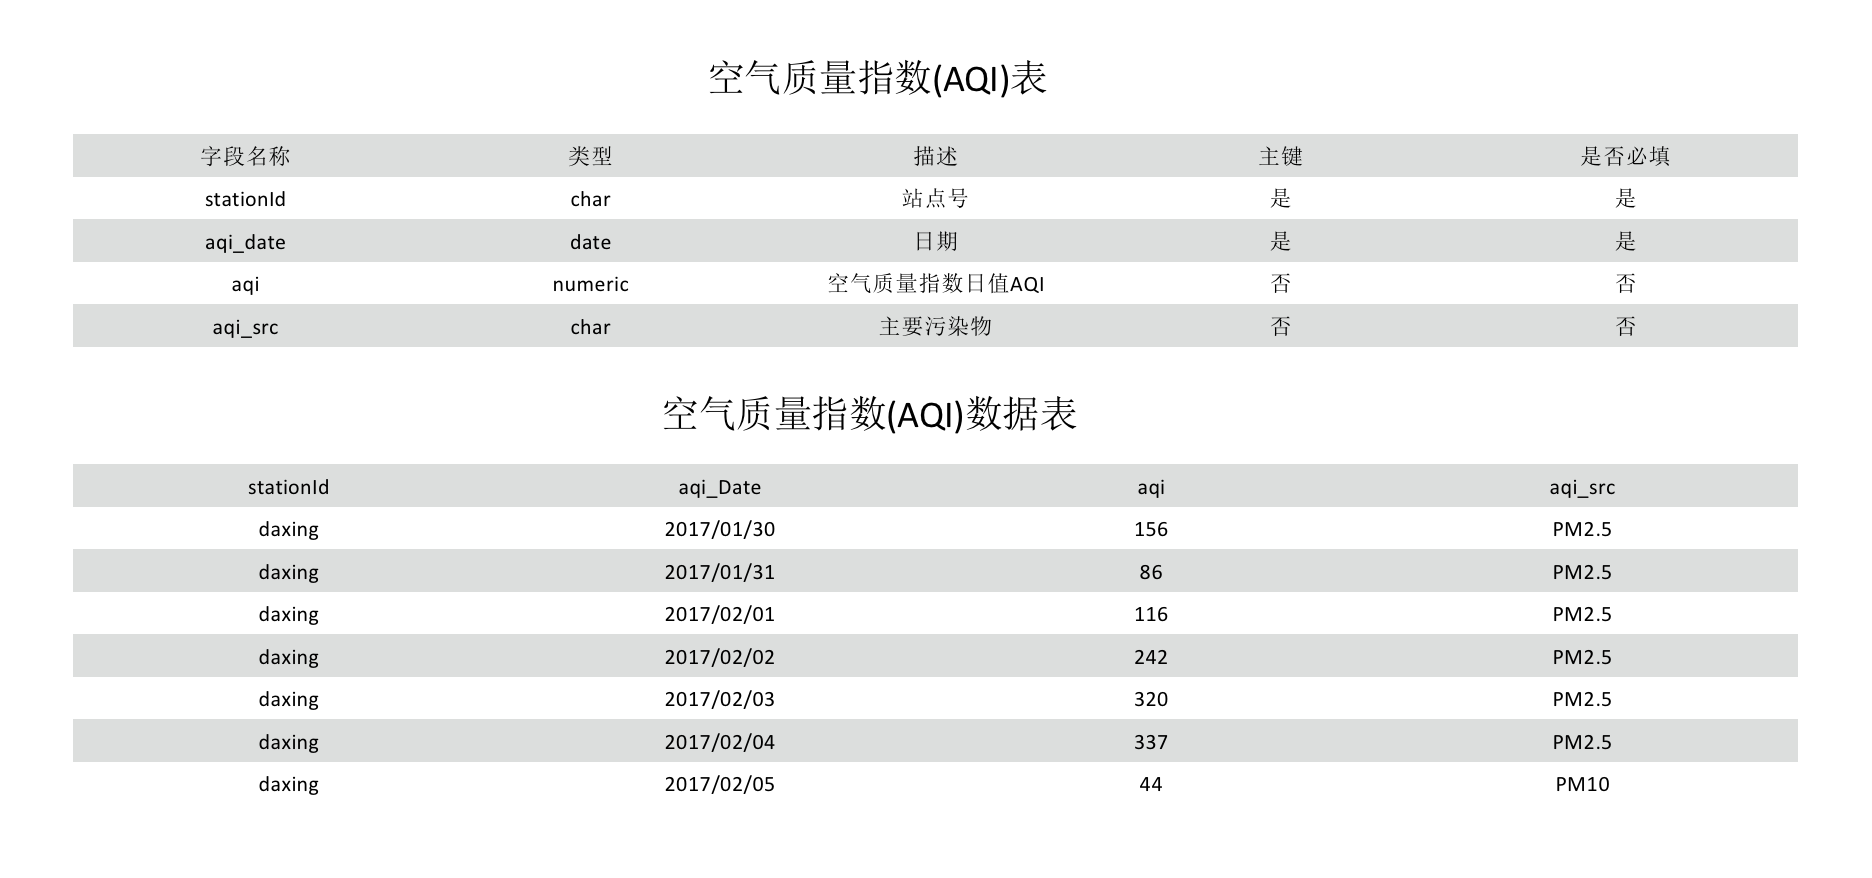 空气质量指数(AQI)表
字段名称 类型 描述 主键 是否必填
stationId char 站点号 是 是
aqi_date date 日期 是 是
aqi numeric 空气质量指数日值AQI 否 否
aqi_src char 主要污染物 否 否
空气质量指数(AQI)数据表
stationId aqi_Date aqi aqi_src
daxing 2017/01/30 156 PM2.5
daxing 2017/01/31 86 PM2.5
daxing 2017/02/01 116 PM2.5
daxing 2017/02/02 242 PM2.5
daxing 2017/02/03 320 PM2.5
daxing 2017/02/04 337 PM2.5
daxing 2017/02/05 44 PM10